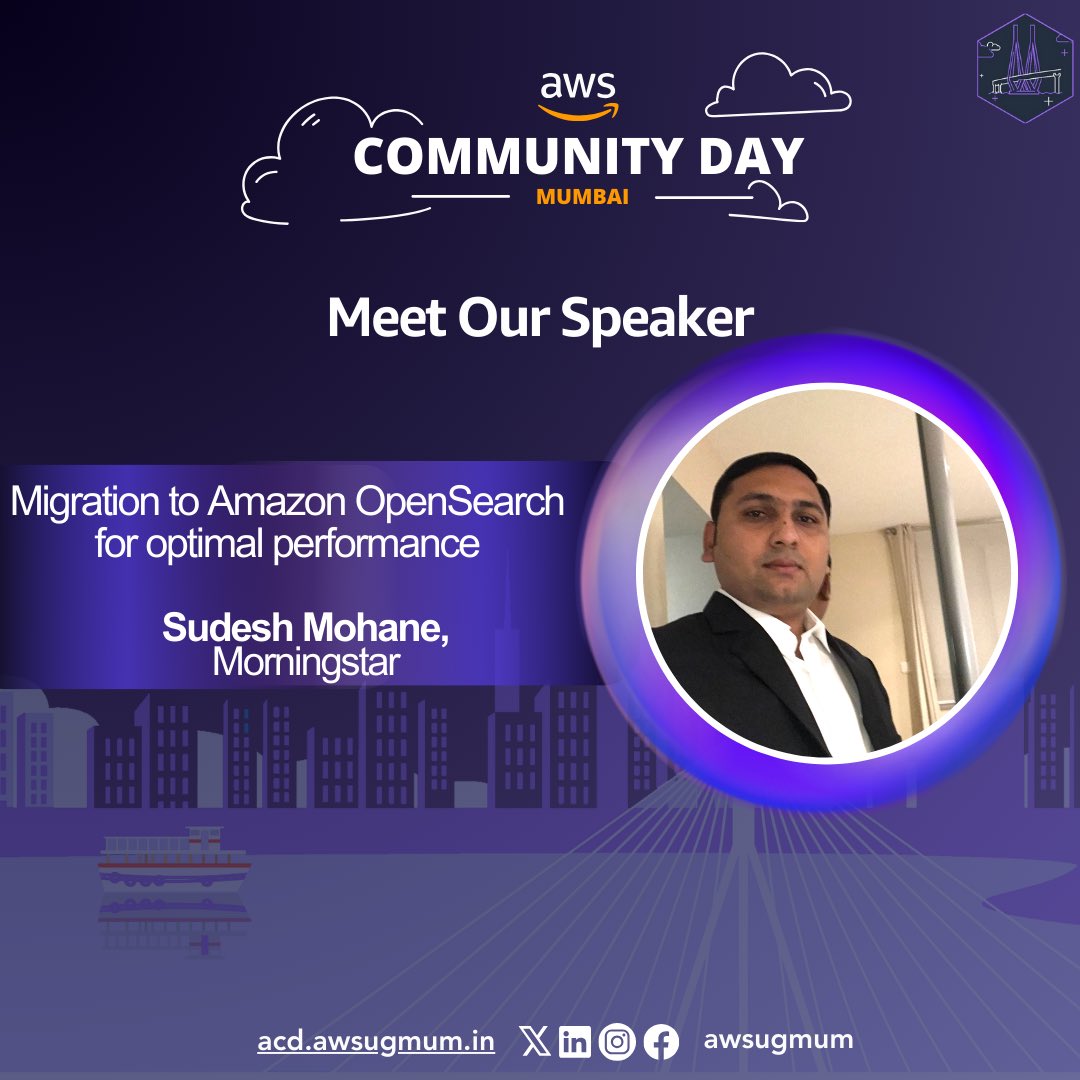 aws
COMMUNITY DAY
MUMBAI
Meet Our Speaker
Migration to Amazon OpenSearch
for optimal performance
Sudesh Mohane,
Morningstar
acd.awsugmum.in awsugmum